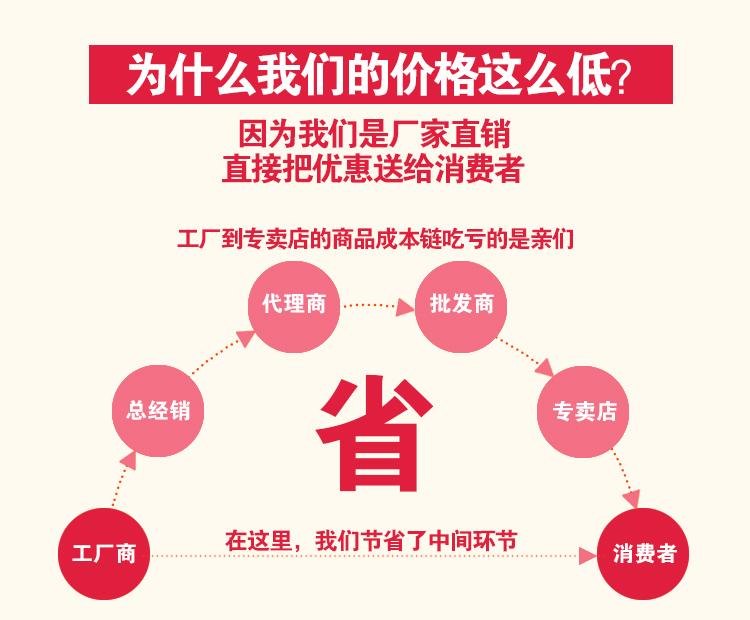 为什么我们的价格这么低?
因为我们是厂家直销
直接把优惠送给消费者
工厂到专卖店的商品成本链吃亏的是亲们
代理商
批发商
总经销
专卖店
省
在这里，我们节省了中间环节
工厂商
消费者